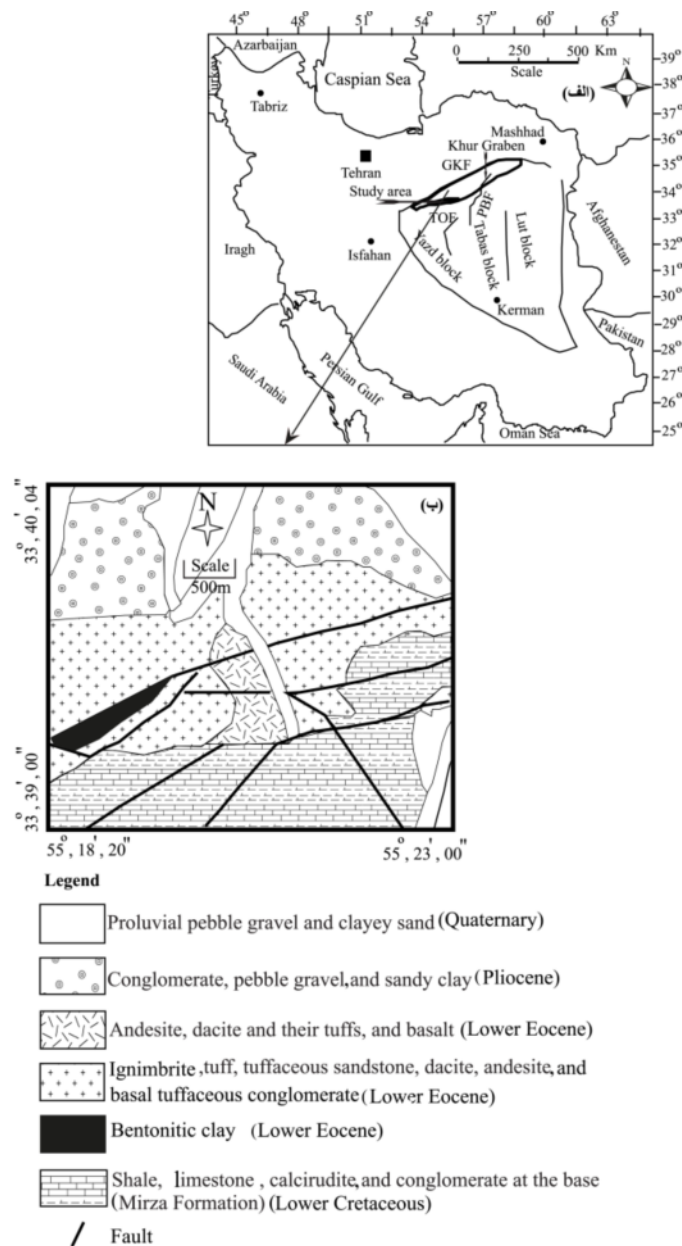 45° 48° 51° 54° 57° 60° 63°
Azarbaijan
Turkey
Caspian Sea
0 250 500 Km
Scale
N
(الف)
Tabriz
Mashhad
Khur Graben
Tehran
GKF
Study area
TOF
PBF
Yazd block
Tabas block
Lut block
Afghanestan
Iragh
Isfahan
Kerman
Pakistan
Saudi Arabia
Persian Gulf
Oman Sea
39°
38°
37°
36°
35°
34°
33°
32°
31°
30°
29°
28°
27°
26°
25°
33°, 40', 04"
N
(ب)
Scale
500m
33°, 39', 00"
55°, 18', 20"
55°, 23', 00"
Legend
Proluvial pebble gravel and clayey sand (Quaternary)
Conglomerate, pebble gravel, and sandy clay (Pliocene)
Andesite, dacite and their tuffs, and basalt (Lower Eocene)
Ignimbrite ,tuff, tuffaceous sandstone, dacite, andesite, and
basal tuffaceous conglomerate (Lower Eocene)
Bentonitic clay (Lower Eocene)
Shale, limestone , calcirudite, and conglomerate at the base
(Mirza Formation) (Lower Cretaceous)
Fault